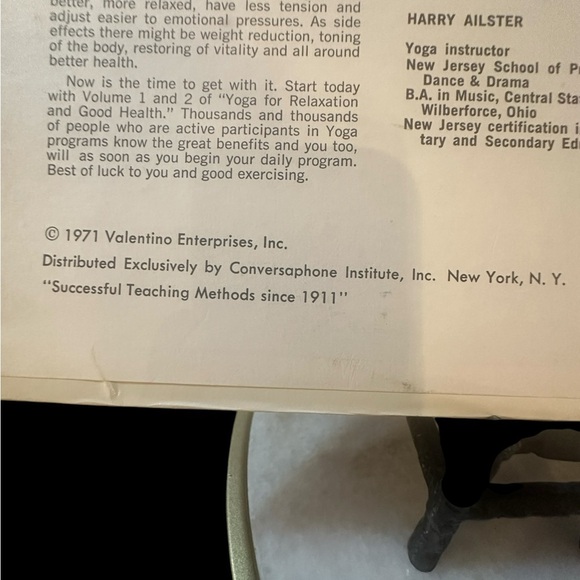 better, more relaxed, have less tension and
adjust easier to emotional pressures. As side
effects there might be weight reduction, toning
of the body, restoring of vitality and all around
better health.
Now is the time to get with it. Start today
with Volume 1 and 2 of "Yoga for Relaxation
and Good Health." Thousands and thousands
of people who are active participants in Yoga
programs know the great benefits and you too,
will as soon as you begin your daily program.
Best of luck to you and good exercising.
HARRY AILSTER
Yoga instructor
New Jersey School of
Dance & Drama
B.A. in Music, Central
Wilberforce, Ohio
New Jersey certification
tary and Secondary
© 1971 Valentino Enterprises, Inc.
Distributed Exclusively by Conversaphone Institute, Inc. New York, N. Y.
"Successful Teaching Methods since 1911"